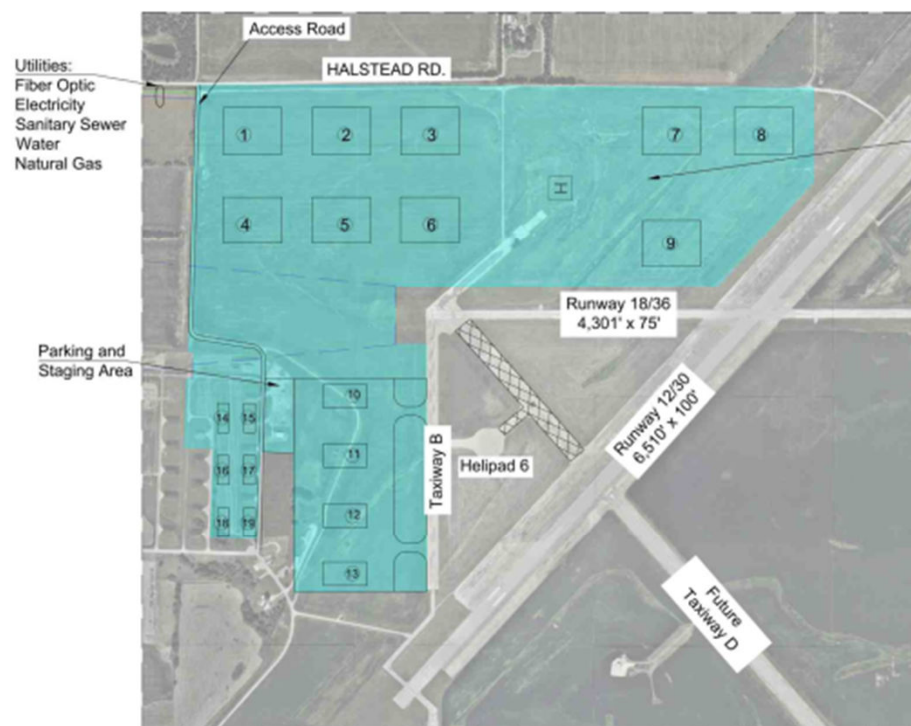 Access Road
Utilities:
Fiber Optic
Electricity
Sanitary Sewer
Water
Natural Gas
HALSTEAD RD.
1
2
3
7
8
H
4
5
6
9
Runway 18/36
4,301' x 75'
Parking and
Staging Area
10
14
15
Runway 12/30
6,510' x 100'
11
Taxiway B
Helipad 6
16
17
12
18
19
13
Future
Taxiway D